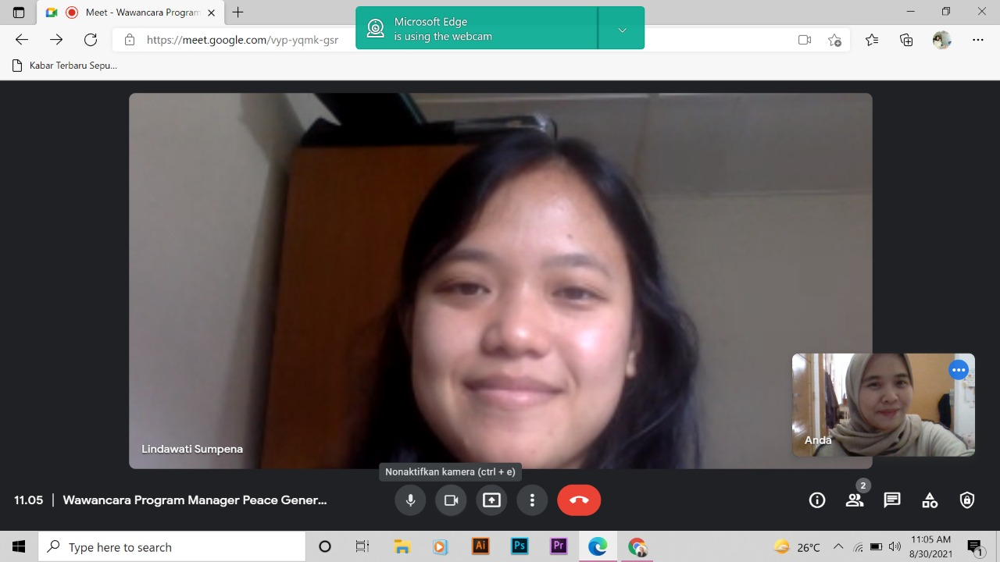 Meet - Wawancara Program
Microsoft Edge
is using the webcam
https://meet.google.com/vyp-yqmk-gsr
Kabar Terbaru Sepu...
Lindawati Sumpena
Anda
Nonaktifkan kamera (ctrl + e)
11.05 | Wawancara Program Manager Peace Gener...
2
Type here to search
Ai
Ps
Pr
26°C
11:05 AM
8/30/2021
1